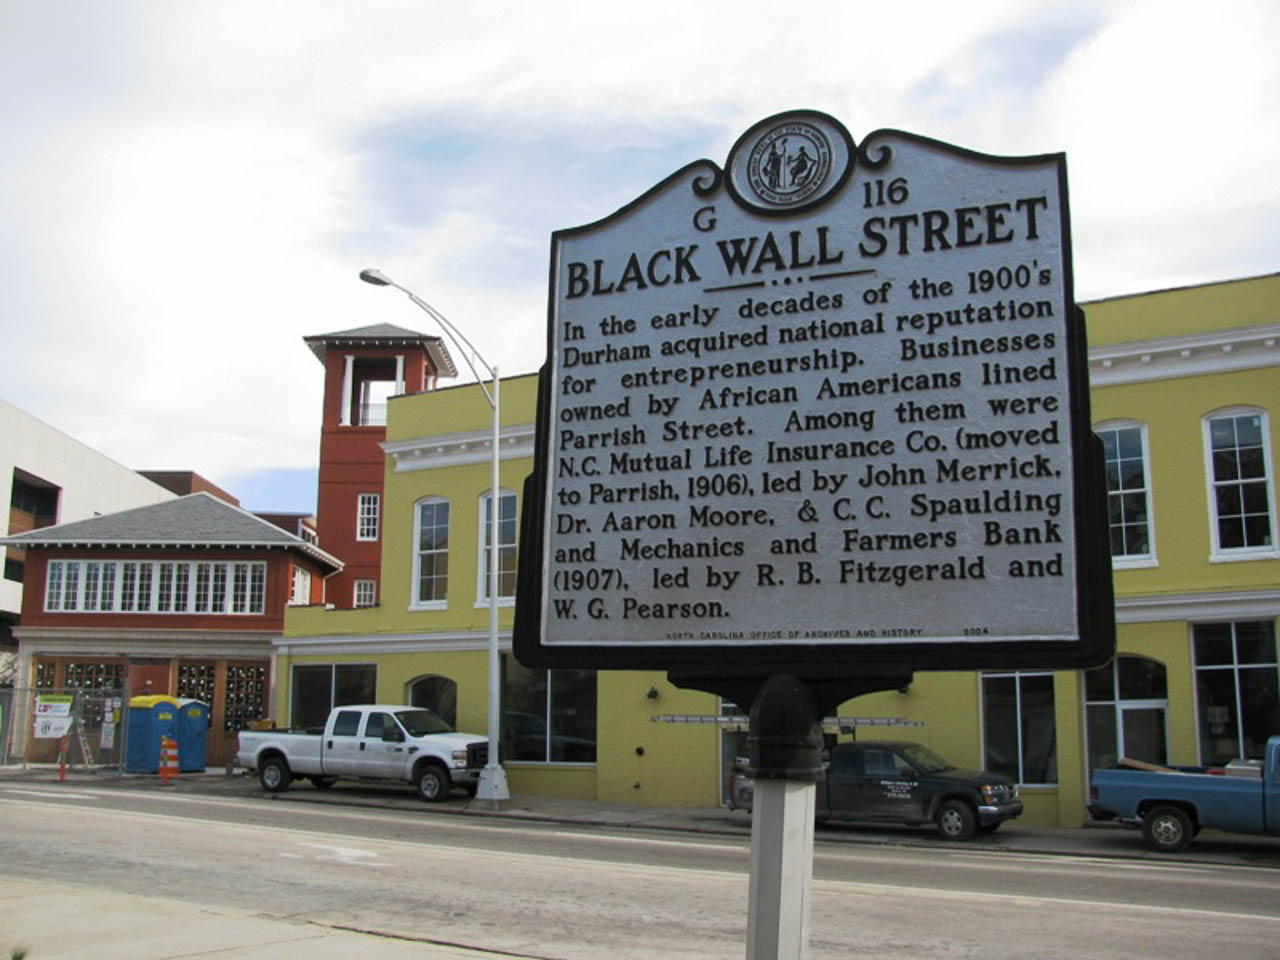 G 116
BLACK WALL STREET
In the early decades of the 1900's
Durham acquired national reputation
for entrepreneurship. Businesses
owned by African Americans lined
Parrish Street. Among them were
N.C. Mutual Life Insurance Co. (moved
to Parrish, 1906), led by John Merrick,
Dr. Aaron Moore, & C. C. Spaulding
and Mechanics and Farmers Bank
(1907), led by R. B. Fitzgerald and
W. G. Pearson.
NORTH CAROLINA OFFICE OF ARCHIVES AND HISTORY 2004